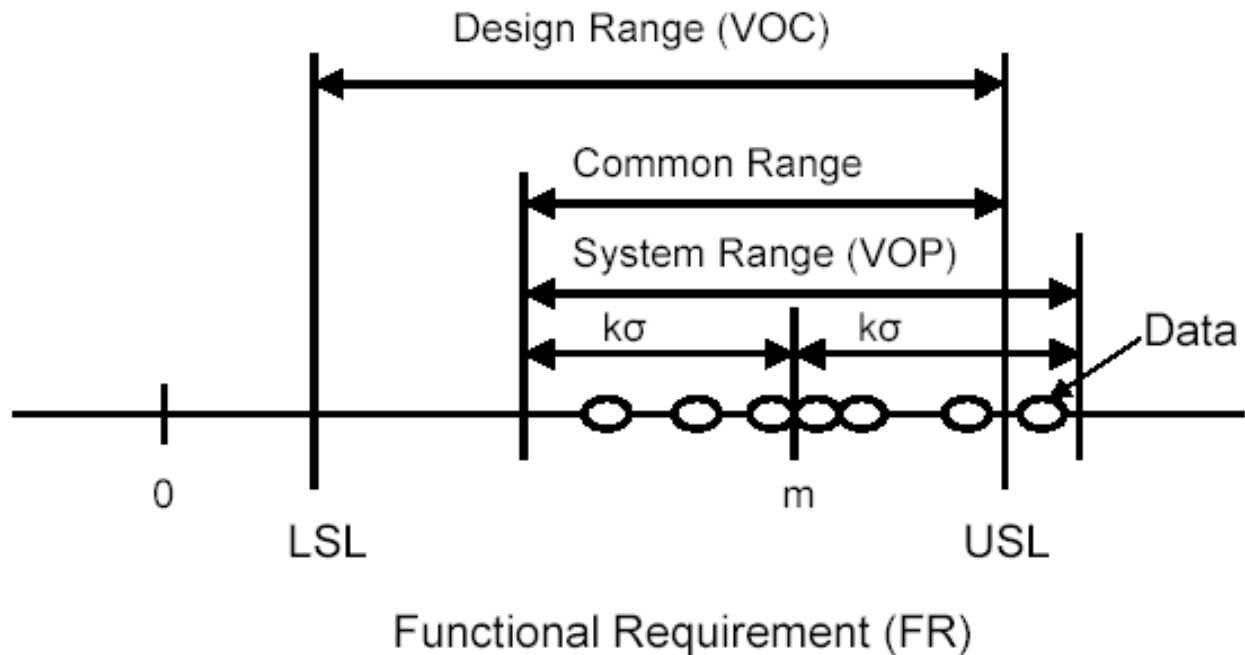 Design Range (VOC)
Common Range
System Range (VOP)
kσ kσ
Data
0 m
LSL USL
Functional Requirement (FR)